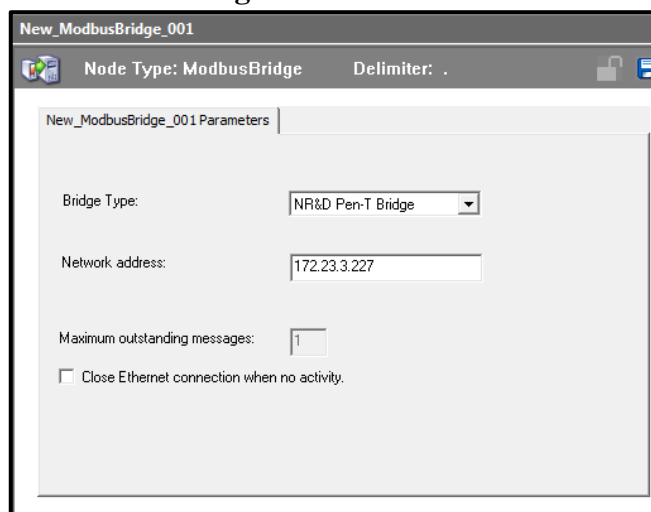 New_ModbusBridge_001
Node Type: ModbusBridge Delimiter: .
New_ModbusBridge_001 Parameters
Bridge Type: NR&D Pen-T Bridge
Network address: 172.23.3.227
Maximum outstanding messages: 1
Close Ethernet connection when no activity.